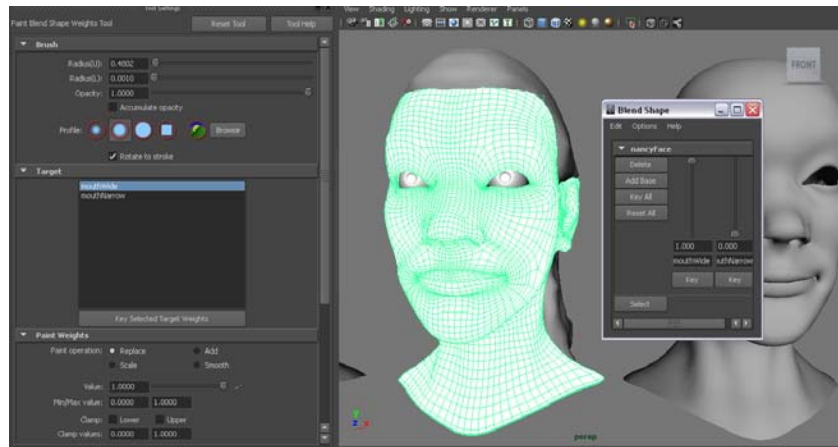 Tool Settings
Paint Blend Shape Weights Tool
Reset Tool
Tool Help
Brush
Radius(U): 0.4802
Radius(L): 0.0010
Opacity: 1.0000
Accumulate opacity
Profile:
Browse
Rotate to stroke
Target
mouthWide
mouthNarrow
Key Selected Target Weights
Paint Weights
Paint operation: Replace Add
Scale Smooth
Value: 1.0000
Min/Max value: 0.0000 1.0000
Clamp: Lower Upper
Clamp values: 0.0000 1.0000
View Shading Lighting Show Renderer Panels
FRONT
persp
Blend Shape
Edit Options Help
nancyFace
Delete
Add Base
Key All
Reset All
1.000 0.000
mouthWide uthNarrow
Key Key
Select